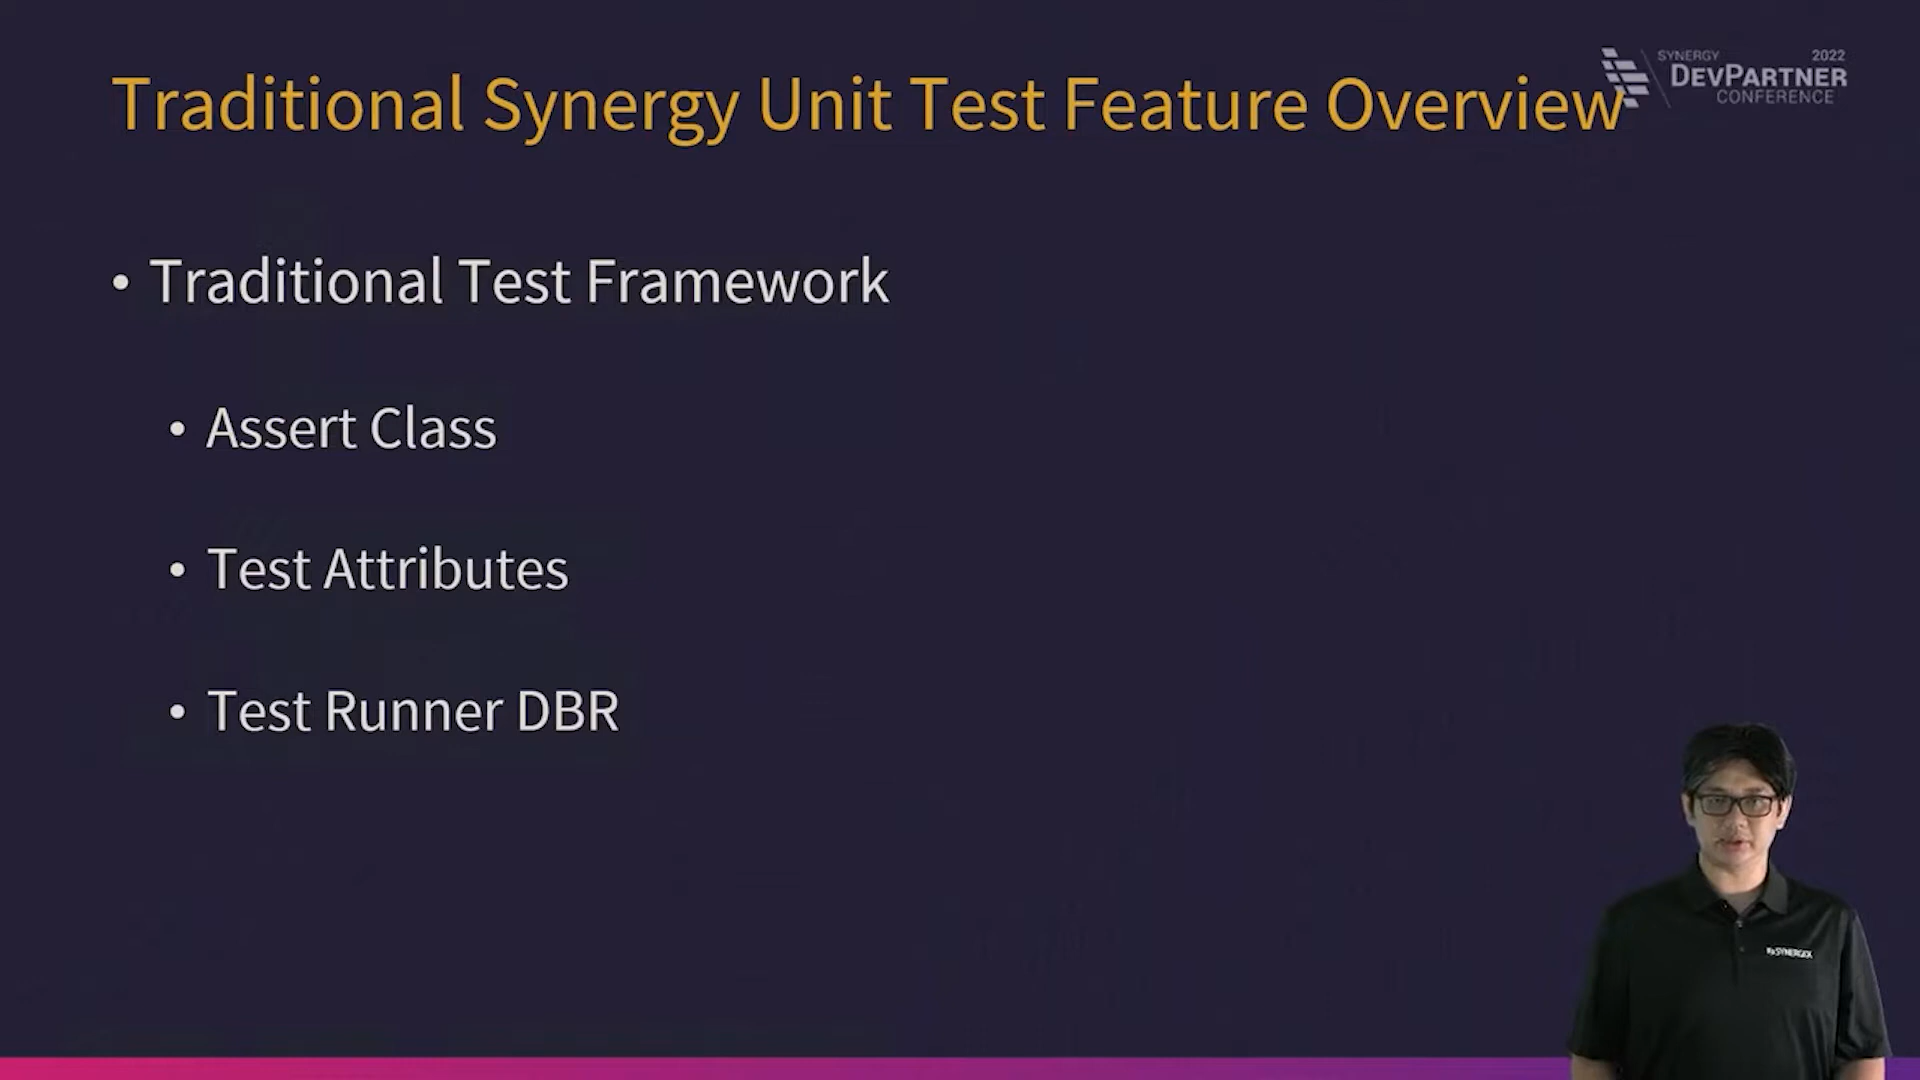 SYNERGY 2022
DEVPARTNER
CONFERENCE
Traditional Synergy Unit Test Feature Overview
• Traditional Test Framework
• Assert Class
• Test Attributes
• Test Runner DBR
SYNERGEX